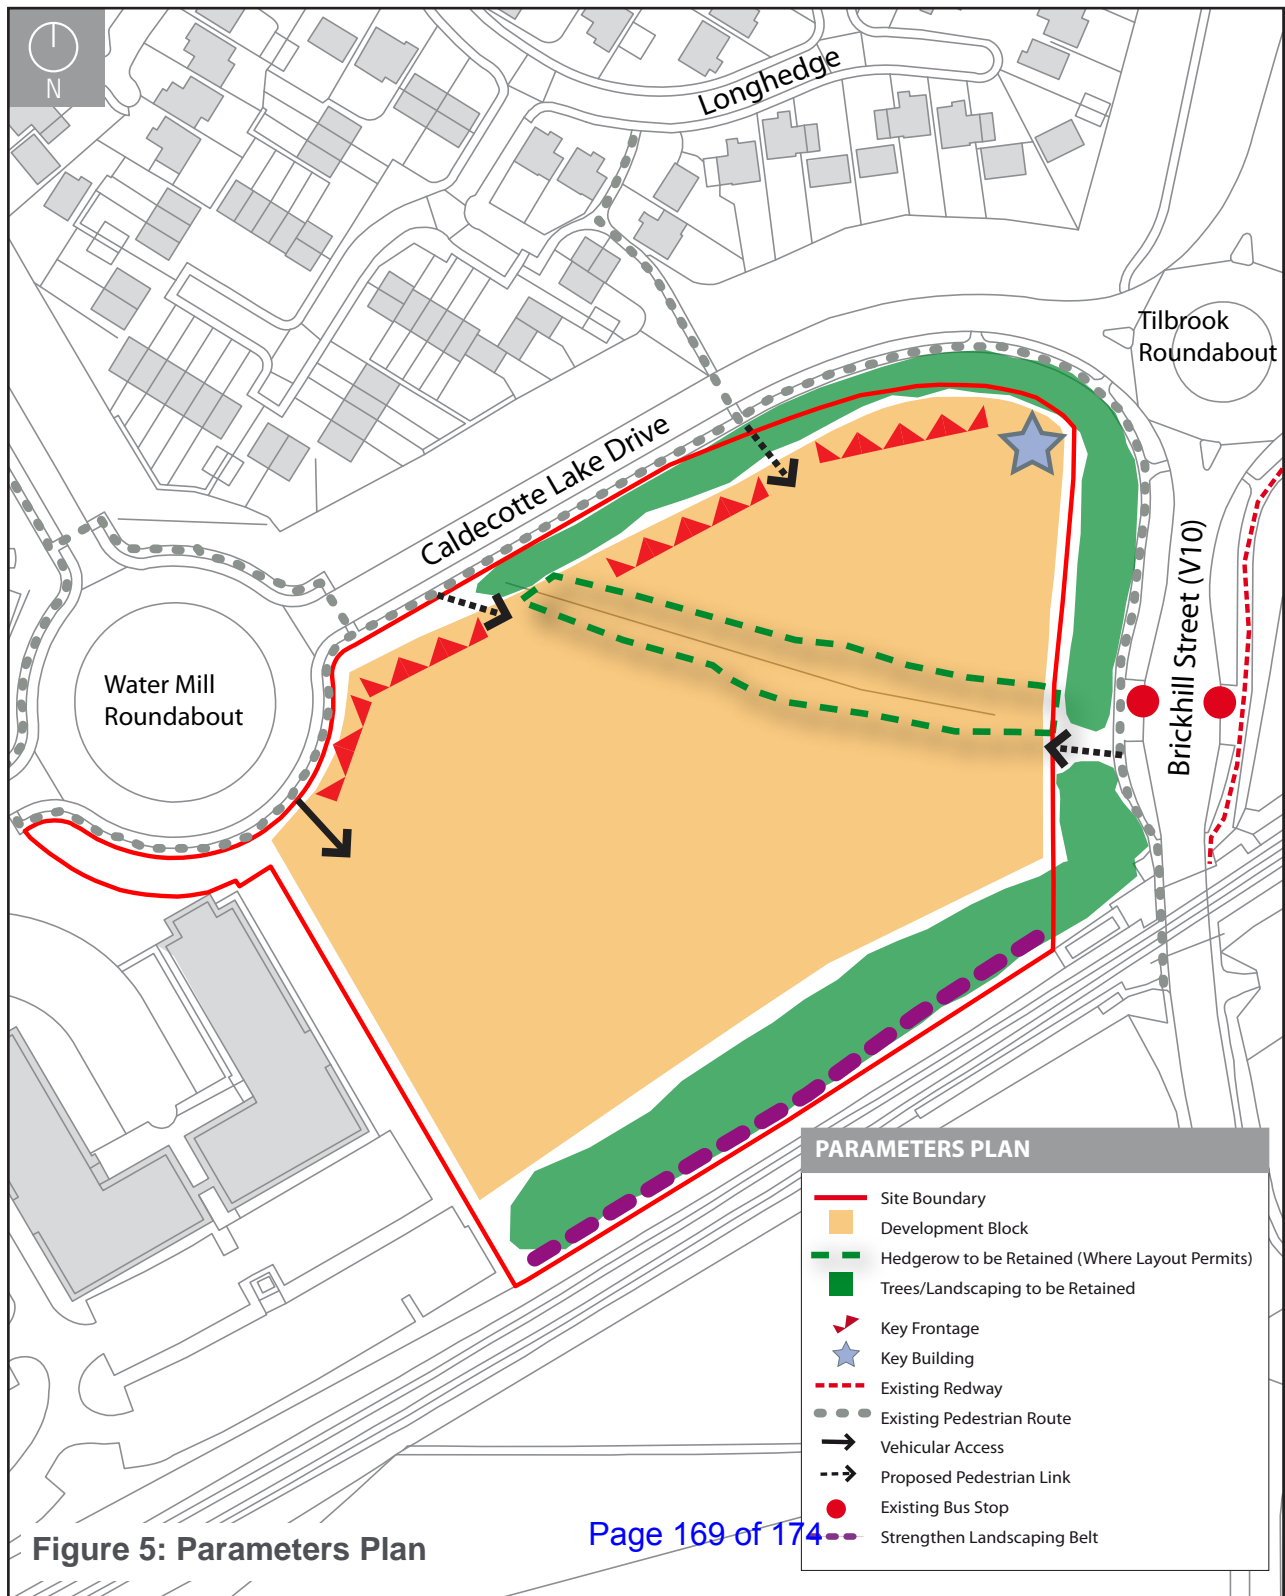 N
Longhedge
Tilbrook
Roundabout
Caldecotte Lake Drive
Brickhill Street (V10)
Water Mill
Roundabout
PARAMETERS PLAN
Site Boundary
Development Block
Hedgerow to be Retained (Where Layout Permits)
Trees/Landscaping to be Retained
Key Frontage
Key Building
Existing Redway
Existing Pedestrian Route
Vehicular Access
Proposed Pedestrian Link
Existing Bus Stop
Strengthen Landscaping Belt
Figure 5: Parameters Plan
Page 169 of 174